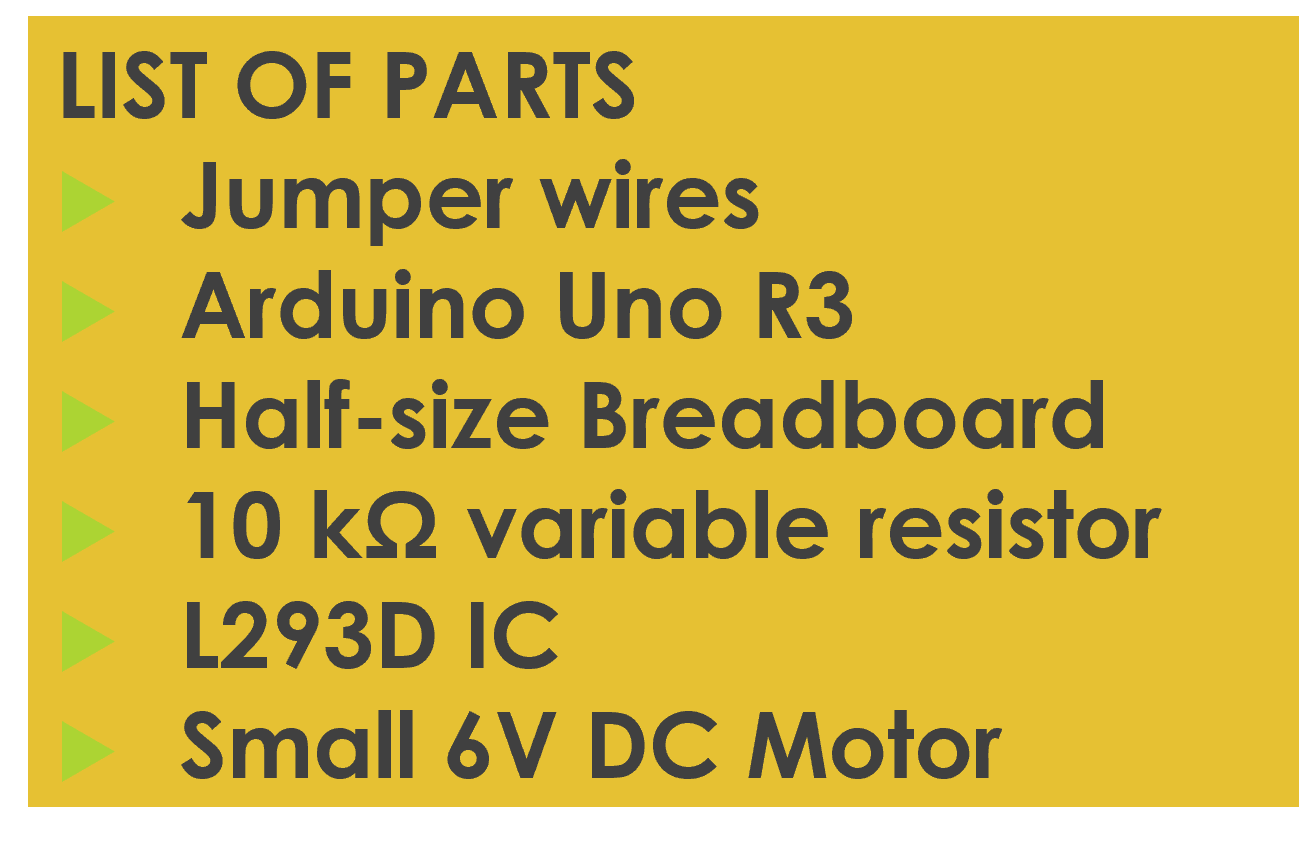 LIST OF PARTS
Jumper wires
Arduino Uno R3
Half-size Breadboard
10 kΩ variable resistor
L293D IC
Small 6V DC Motor